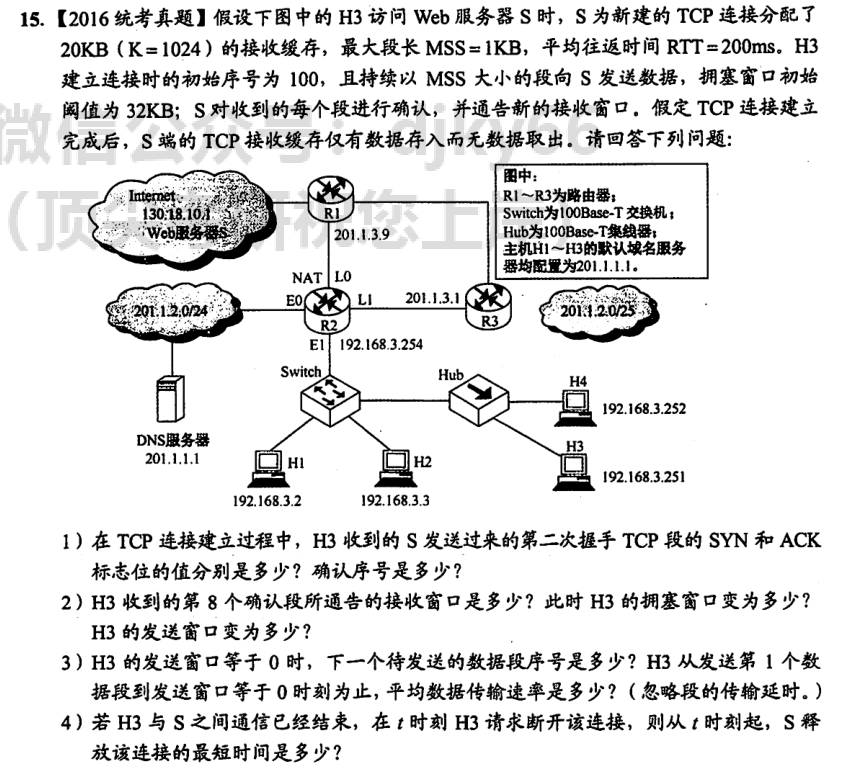 15.【2016 统考真题】假设下图中的 H3 访问 Web 服务器 S 时，S 为新建的 TCP 连接分配了
20KB（K=1024）的接收缓存，最大段长 MSS=1KB，平均往返时间 RTT=200ms。H3
建立连接时的初始序号为 100，且持续以 MSS 大小的段向 S 发送数据，拥塞窗口初始
阈值为 32KB；S 对收到的每个段进行确认，并通告新的接收窗口。假定 TCP 连接建立
完成后，S 端的 TCP 接收缓存仅有数据存入而无数据取出。请回答下列问题：
Internet
130.18.10.1
Web服务器S
R1
201.1.3.9
图中：
R1～R3为路由器；
Switch为100Base-T交换机；
Hub为100Base-T集线器；
主机H1～H3的默认域名服务
器均配置为201.1.1.1。
NAT
L0
201.1.2.0/24
E0
R2
L1
201.1.3.1
R3
201.1.2.0/25
E1
192.168.3.254
Switch
Hub
H4
192.168.3.252
DNS服务器
201.1.1.1
H1
192.168.3.2
H2
192.168.3.3
H3
192.168.3.251
1）在 TCP 连接建立过程中，H3 收到的 S 发送过来的第二次握手 TCP 段的 SYN 和 ACK
标志位的值分别是多少？确认序号是多少？
2）H3 收到的第 8 个确认段所通告的接收窗口是多少？此时 H3 的拥塞窗口变为多少？
H3 的发送窗口变为多少？
3）H3 的发送窗口等于 0 时，下一个待发送的数据段序号是多少？H3 从发送第 1 个数
据段到发送窗口等于 0 时刻为止，平均数据传输速率是多少？（忽略段的传输延时。）
4）若 H3 与 S 之间通信已经结束，在 t 时刻 H3 请求断开该连接，则从 t 时刻起，S 释
放该连接的最短时间是多少？